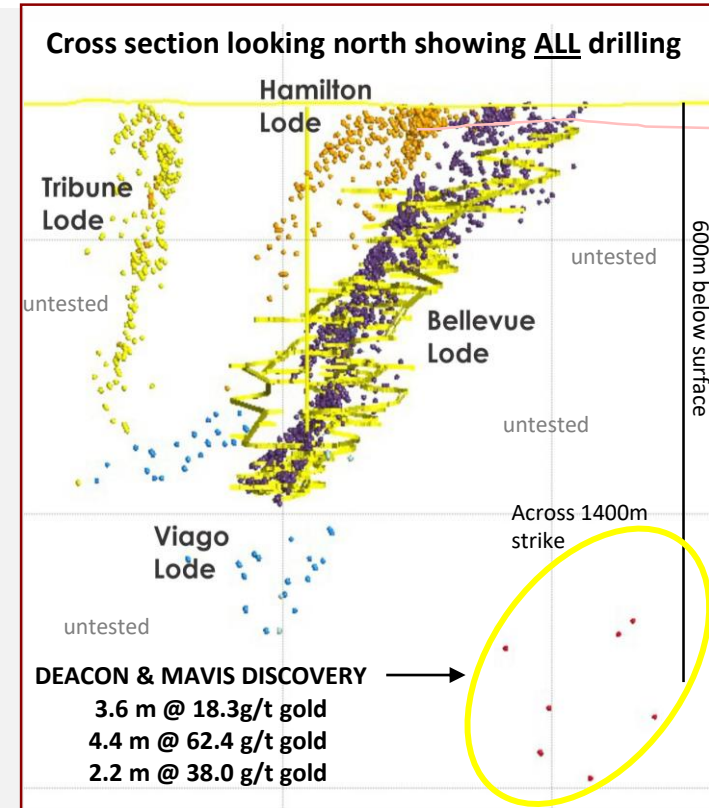 Cross section looking north showing ALL drilling
Hamilton
Lode
Tribune
Lode
untested
untested
600m below surface
Bellevue
Lode
untested
Across 1400m
strike
Viago
Lode
untested
DEACON & MAVIS DISCOVERY
3.6 m @ 18.3g/t gold
4.4 m @ 62.4 g/t gold
2.2 m @ 38.0 g/t gold